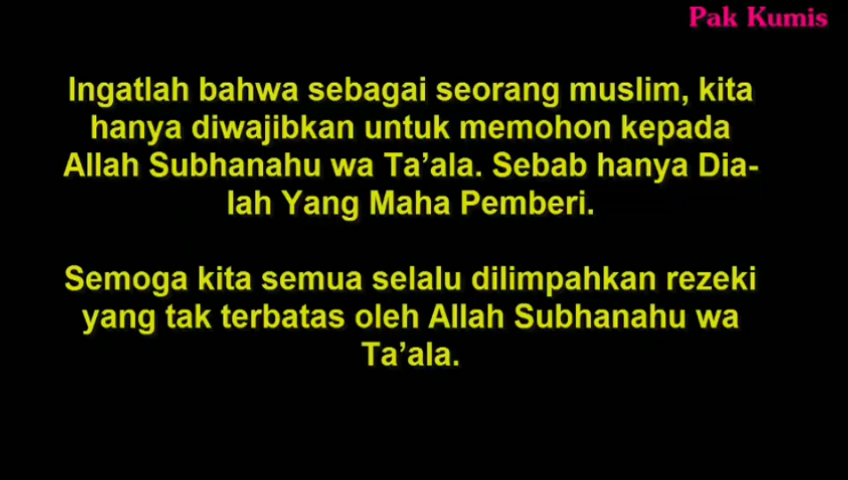 Pak Kumis
Ingatlah bahwa sebagai seorang muslim, kita
hanya diwajibkan untuk memohon kepada
Allah Subhanahu wa Ta’ala. Sebab hanya Dia-
lah Yang Maha Pemberi.
Semoga kita semua selalu dilimpahkan rezeki
yang tak terbatas oleh Allah Subhanahu wa
Ta’ala.